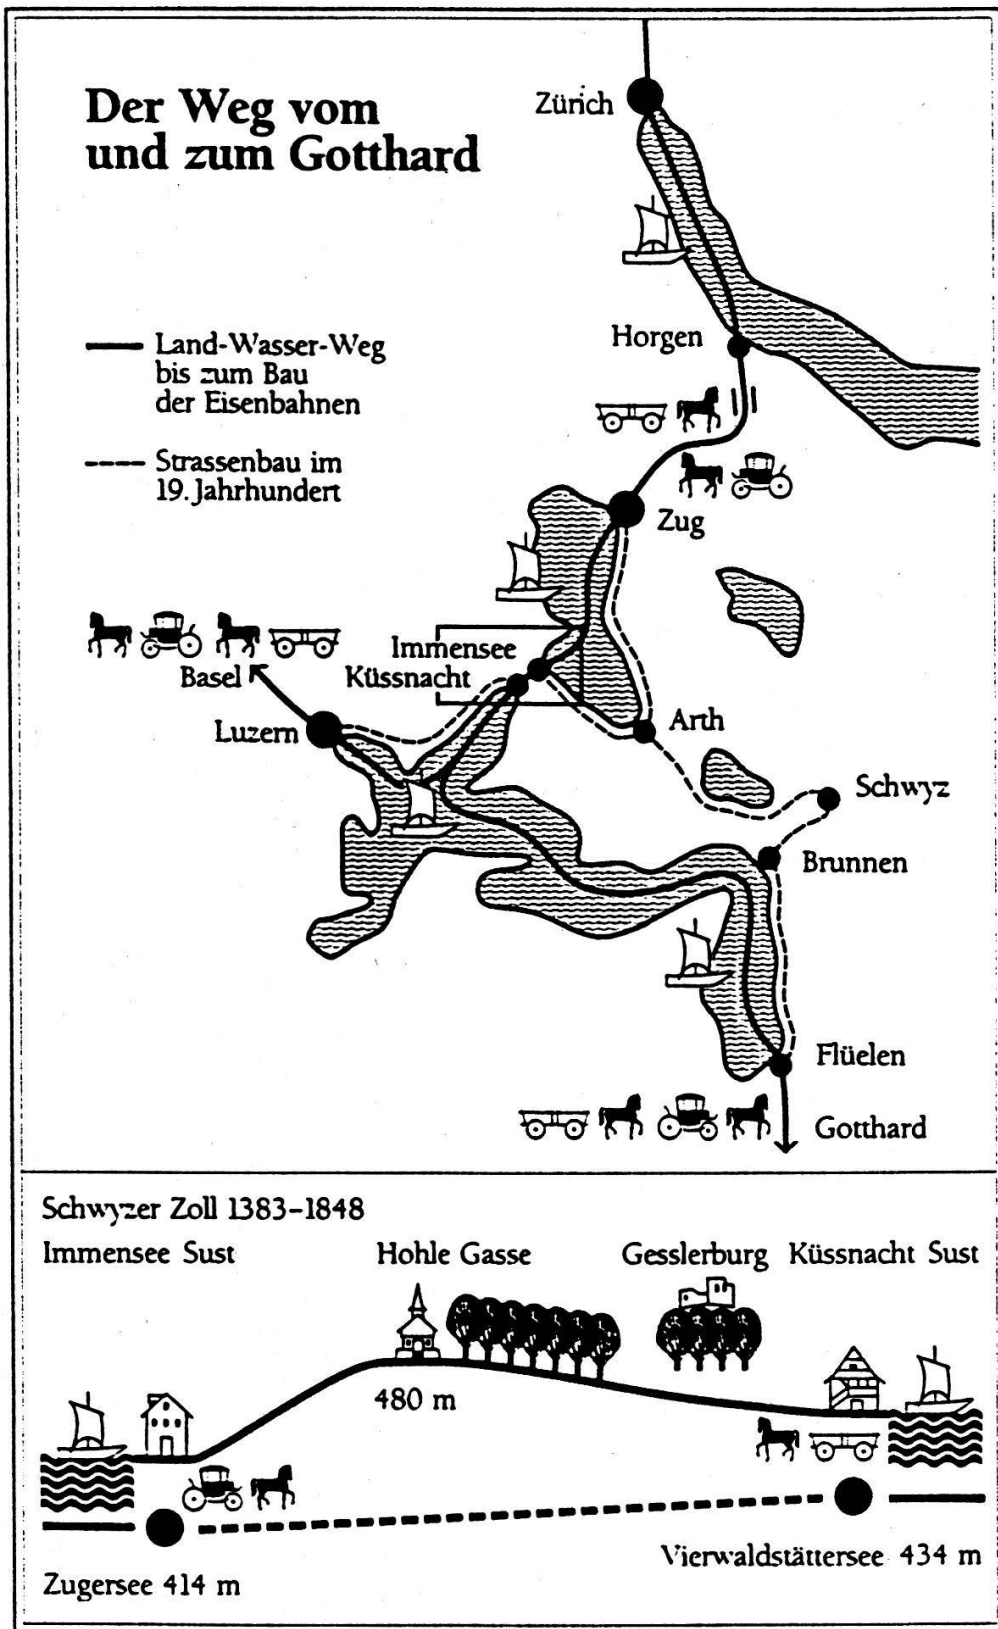 Der Weg vom
und zum Gotthard
Zürich
Horgen
Land-Wasser-Weg
bis zum Bau
der Eisenbahnen
Strassenbau im
19. Jahrhundert
Zug
Immensee
Küssnacht
Basel
Luzern
Arth
Schwyz
Brunnen
Flüelen
Gotthard
Schwyzer Zoll 1383–1848
Immensee Sust
Hohle Gasse
Gesslerburg
Küssnacht Sust
480 m
Vierwaldstättersee 434 m
Zugersee 414 m